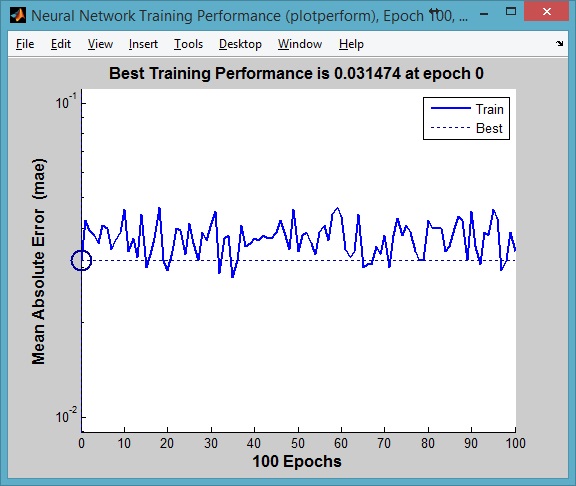 Neural Network Training Performance (plotperform), Epoch 100, ...
File Edit View Insert Tools Desktop Window Help
Best Training Performance is 0.031474 at epoch 0
Train
Best
Mean Absolute Error (mae)
10-1
10-2
0 10 20 30 40 50 60 70 80 90 100
100 Epochs